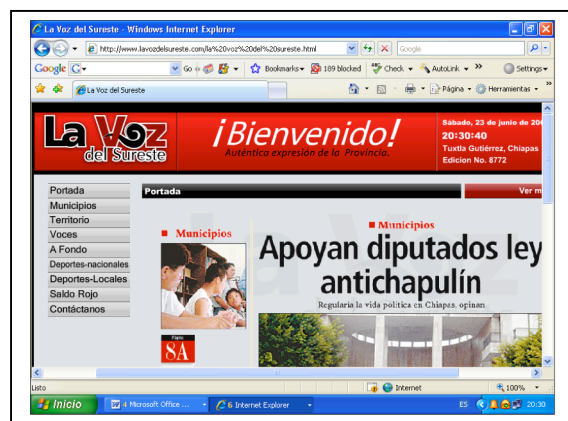 La Voz del Sureste - Windows Internet Explorer
http://www.lavozdelsureste.com/la%20voz%20del%20sureste.html
Google
Google
Go
Bookmarks
189 blocked
Check
AutoLink
Settings
La Voz del Sureste
Página
Herramientas
La Voz
del Sureste
¡Bienvenido!
Auténtica expresión de la Provincia.
Sábado, 23 de junio de 200
20:30:40
Tuxtla Gutiérrez, Chiapas
Edicion No. 8772
Portada
Municipios
Territorio
Voces
A Fondo
Deportes-nacionales
Deportes-Locales
Saldo Rojo
Contáctanos
Portada
Ver m
Municipios
Página
8A
Municipios
Apoyan diputados ley
antichapulín
Regularía la vida política en Chiapas, opinan
Listo
Internet
100%
Inicio
4 Microsoft Office ...
6 Internet Explorer
ES
20:30